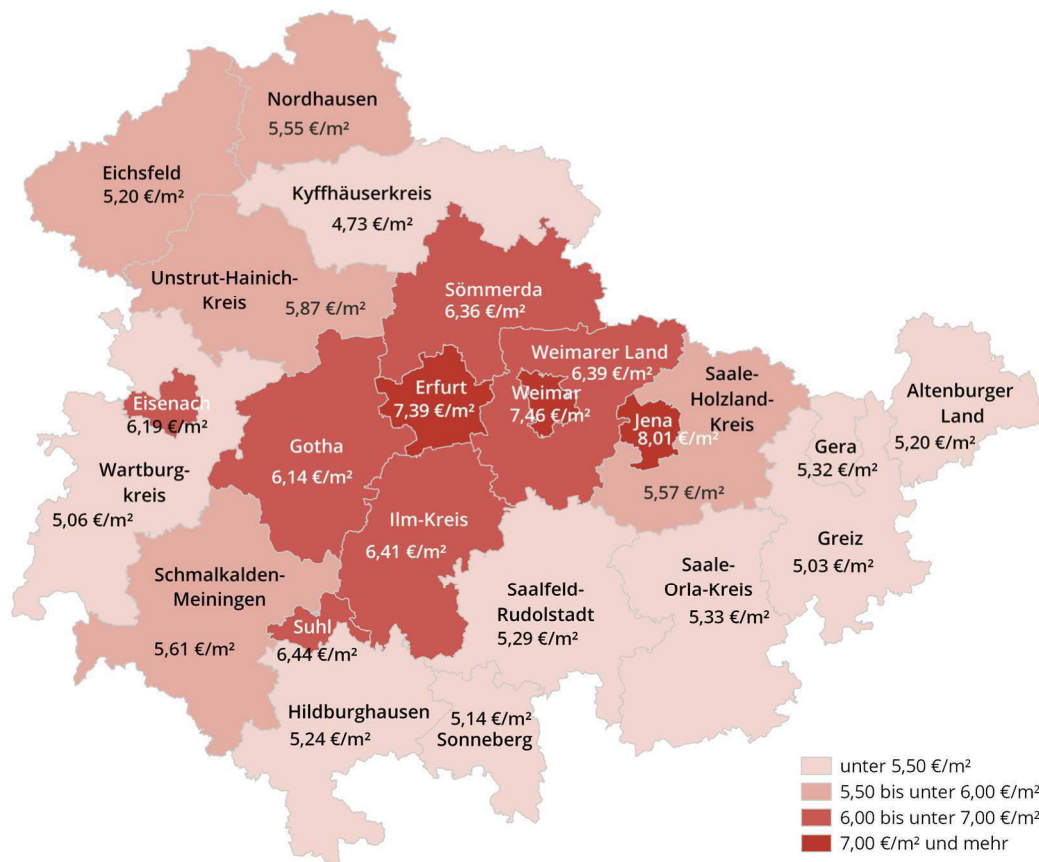 Nordhausen
5,55 €/m²
Eichsfeld
5,20 €/m²
Kyffhäuserkreis
4,73 €/m²
Unstrut-Hainich-
Kreis
5,87 €/m²
Sömmerda
6,36 €/m²
Weimarer Land
6,39 €/m²
Erfurt
7,39 €/m²
Weimar
7,46 €/m²
Jena
8,01 €/m²
Saale-
Holzland-
Kreis
5,57 €/m²
Altenburger
Land
5,20 €/m²
Eisenach
6,19 €/m²
Gotha
6,14 €/m²
Gera
5,32 €/m²
Wartburg-
kreis
5,06 €/m²
Ilm-Kreis
6,41 €/m²
Greiz
5,03 €/m²
Schmalkalden-
Meiningen
5,61 €/m²
Saalfeld-
Rudolstadt
5,29 €/m²
Saale-
Orla-Kreis
5,33 €/m²
Suhl
6,44 €/m²
Hildburghausen
5,24 €/m²
5,14 €/m²
Sonneberg
unter 5,50 €/m²
5,50 bis unter 6,00 €/m²
6,00 bis unter 7,00 €/m²
7,00 €/m² und mehr